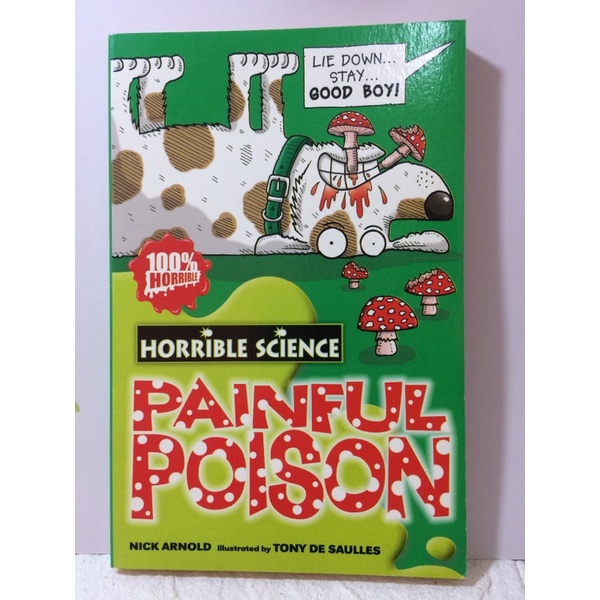 LIE DOWN...
STAY...
GOOD BOY!
100%
HORRIBLE
HORRIBLE SCIENCE
PAINFUL
POISON
NICK ARNOLD illustrated by TONY DE SAULLES